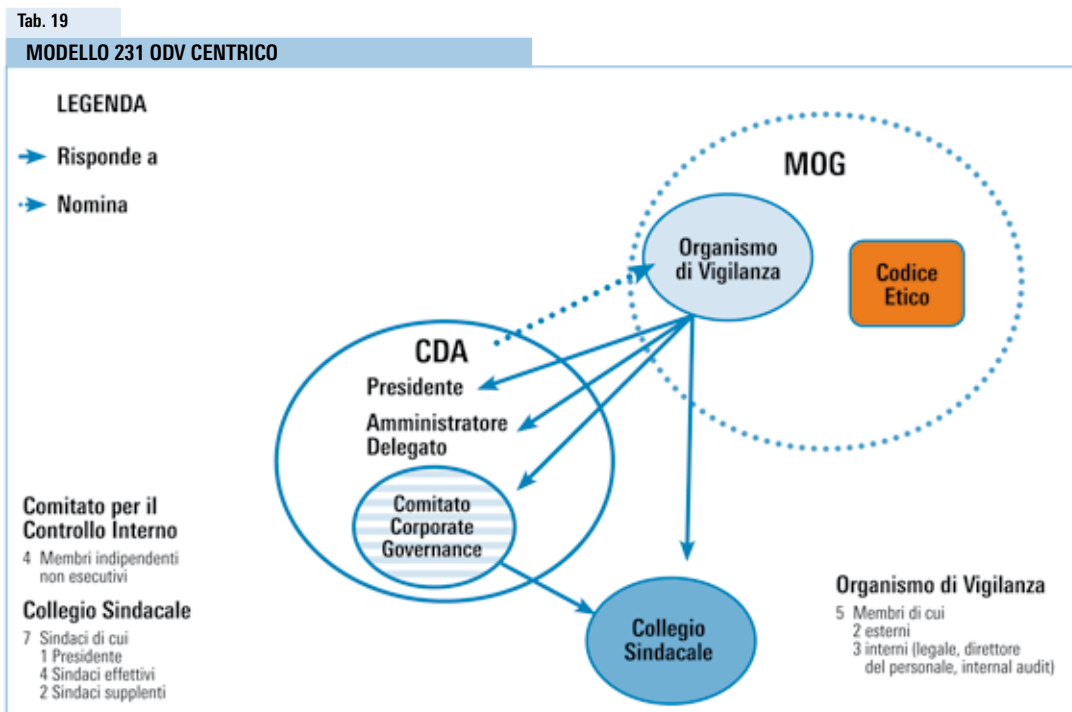 Tab. 19
MODELLO 231 ODV CENTRICO
LEGENDA
Risponde a
Nomina
MOG
Organismo
di Vigilanza
Codice
Etico
CDA
Presidente
Amministratore
Delegato
Comitato
Corporate
Governance
Collegio
Sindacale
Comitato per il
Controllo Interno
4 Membri indipendenti
non esecutivi
Collegio Sindacale
7 Sindaci di cui
1 Presidente
4 Sindaci effettivi
2 Sindaci supplenti
Organismo di Vigilanza
5 Membri di cui
2 esterni
3 interni (legale, direttore
del personale, internal audit)